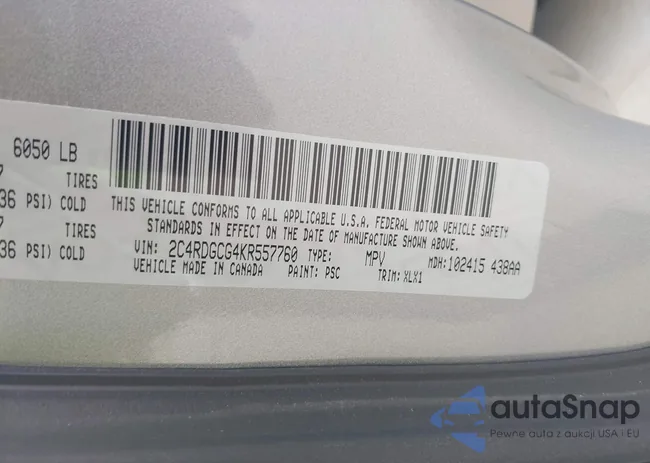 6050 LB
TIRES
36 PSI) COLD
TIRES
36 PSI) COLD
THIS VEHICLE CONFORMS TO ALL APPLICABLE U.S.A. FEDERAL MOTOR VEHICLE SAFETY
STANDARDS IN EFFECT ON THE DATE OF MANUFACTURE SHOWN ABOVE.
VIN: 2C4RDGCG4KR557760 TYPE: MPV MDH:102415 438AA
VEHICLE MADE IN CANADA PAINT: PSC TRIM: XLX1
autaSnap
Pewne auta z aukcji USA i EU